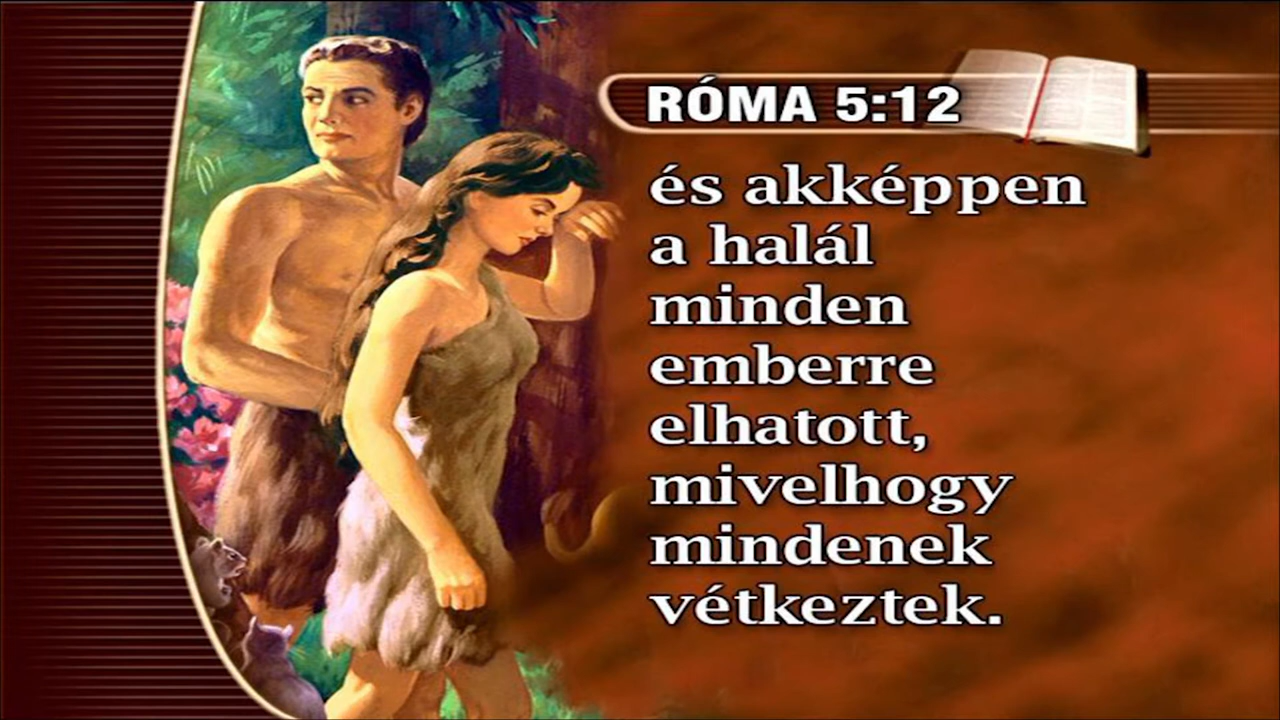 RÓMA 5:12
és akképpen
a halál
minden
emberre
elhatott,
mivelhogy
mindenek
vétkeztek.